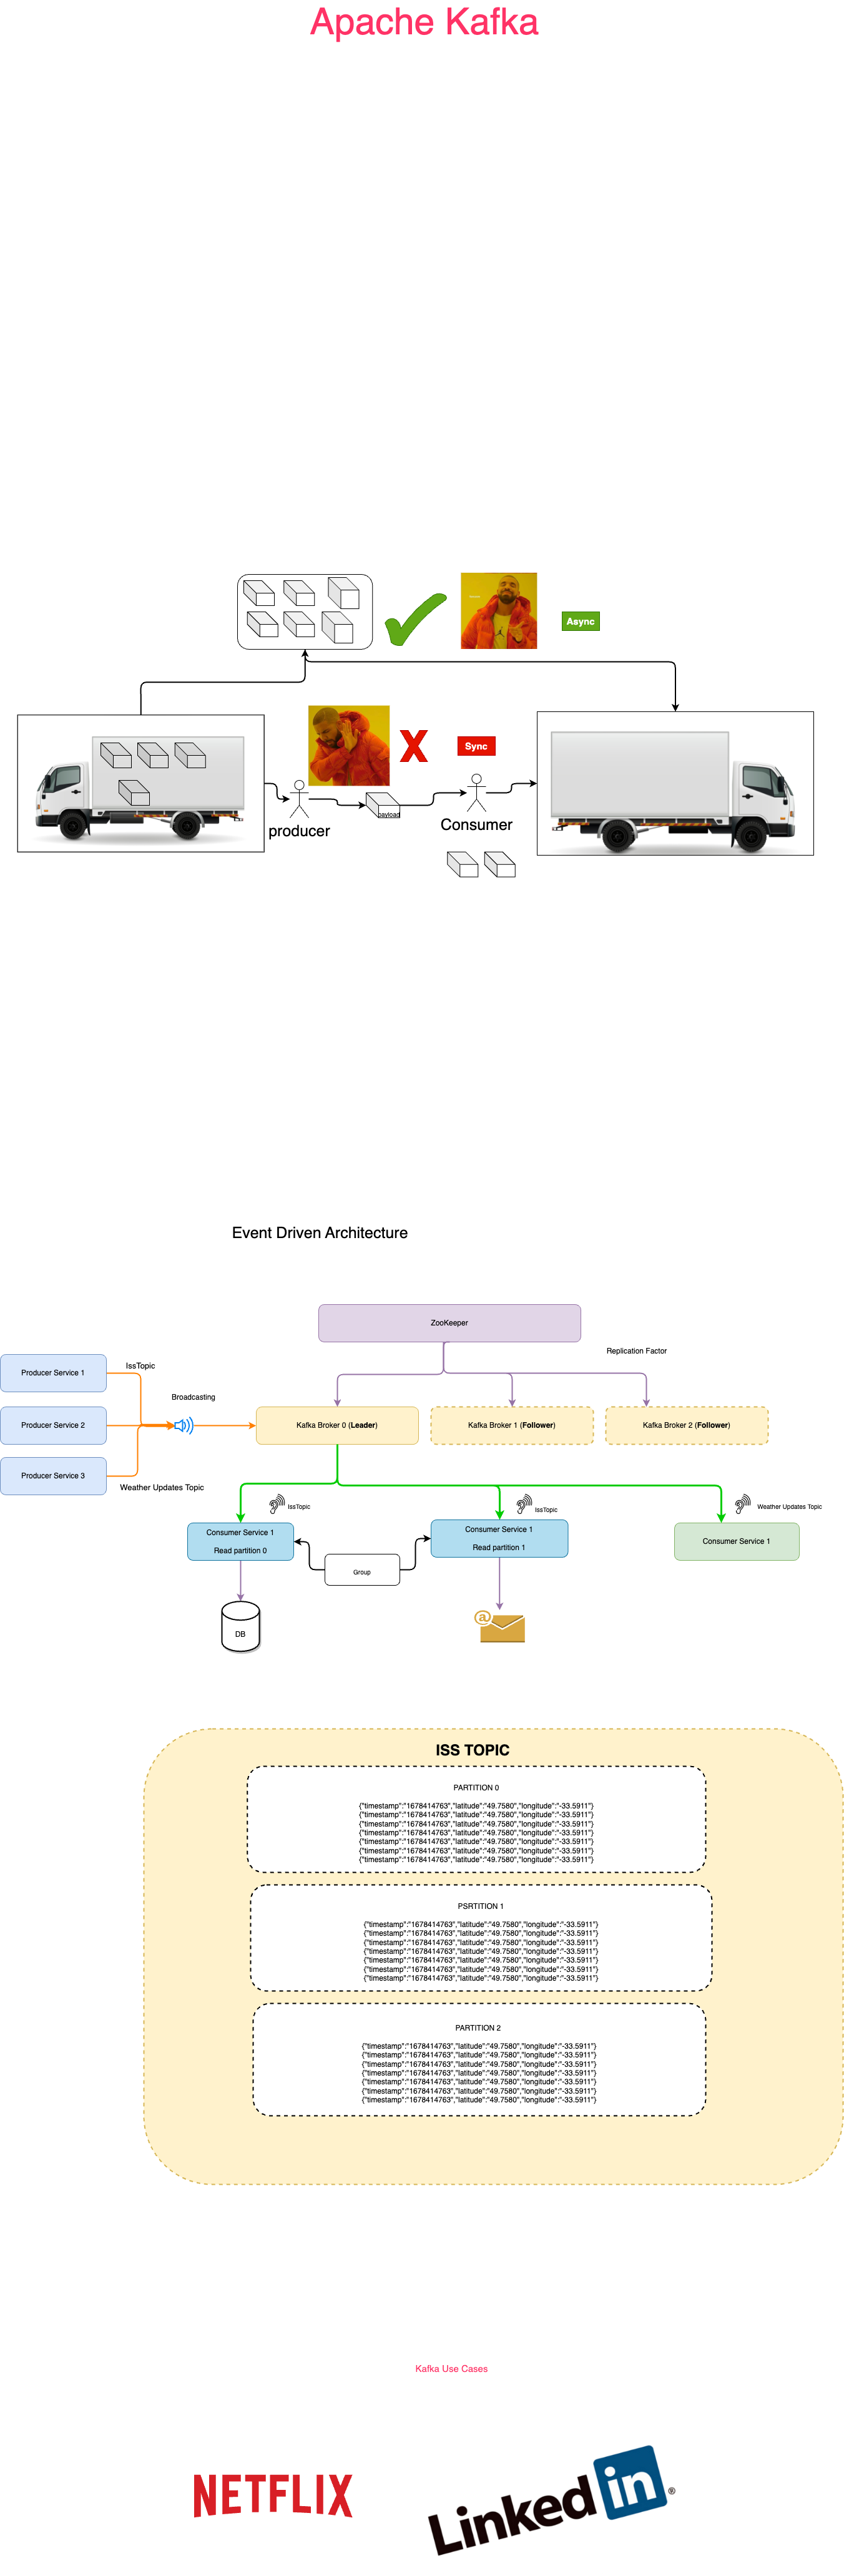 Apache Kafka
Async
Sync
payload
producer
Consumer
Event Driven Architecture
ZooKeeper
Replication Factor
Producer Service 1
IssTopic
Broadcasting
Producer Service 2
Kafka Broker 0 (Leader)
Kafka Broker 1 (Follower)
Kafka Broker 2 (Follower)
Producer Service 3
Weather Updates Topic
IssTopic
IssTopic
Weather Updates Topic
Consumer Service 1
Read partition 0
Consumer Service 1
Read partition 1
Consumer Service 1
Group
DB
@
ISS TOPIC
PARTITION 0
{"timestamp":"1678414763","latitude":"49.7580","longitude":"-33.5911"}
{"timestamp":"1678414763","latitude":"49.7580","longitude":"-33.5911"}
{"timestamp":"1678414763","latitude":"49.7580","longitude":"-33.5911"}
{"timestamp":"1678414763","latitude":"49.7580","longitude":"-33.5911"}
{"timestamp":"1678414763","latitude":"49.7580","longitude":"-33.5911"}
{"timestamp":"1678414763","latitude":"49.7580","longitude":"-33.5911"}
{"timestamp":"1678414763","latitude":"49.7580","longitude":"-33.5911"}
PSRTITION 1
{"timestamp":"1678414763","latitude":"49.7580","longitude":"-33.5911"}
{"timestamp":"1678414763","latitude":"49.7580","longitude":"-33.5911"}
{"timestamp":"1678414763","latitude":"49.7580","longitude":"-33.5911"}
{"timestamp":"1678414763","latitude":"49.7580","longitude":"-33.5911"}
{"timestamp":"1678414763","latitude":"49.7580","longitude":"-33.5911"}
{"timestamp":"1678414763","latitude":"49.7580","longitude":"-33.5911"}
{"timestamp":"1678414763","latitude":"49.7580","longitude":"-33.5911"}
PARTITION 2
{"timestamp":"1678414763","latitude":"49.7580","longitude":"-33.5911"}
{"timestamp":"1678414763","latitude":"49.7580","longitude":"-33.5911"}
{"timestamp":"1678414763","latitude":"49.7580","longitude":"-33.5911"}
{"timestamp":"1678414763","latitude":"49.7580","longitude":"-33.5911"}
{"timestamp":"1678414763","latitude":"49.7580","longitude":"-33.5911"}
{"timestamp":"1678414763","latitude":"49.7580","longitude":"-33.5911"}
{"timestamp":"1678414763","latitude":"49.7580","longitude":"-33.5911"}
Kafka Use Cases
NETFLIX
Linked in ®